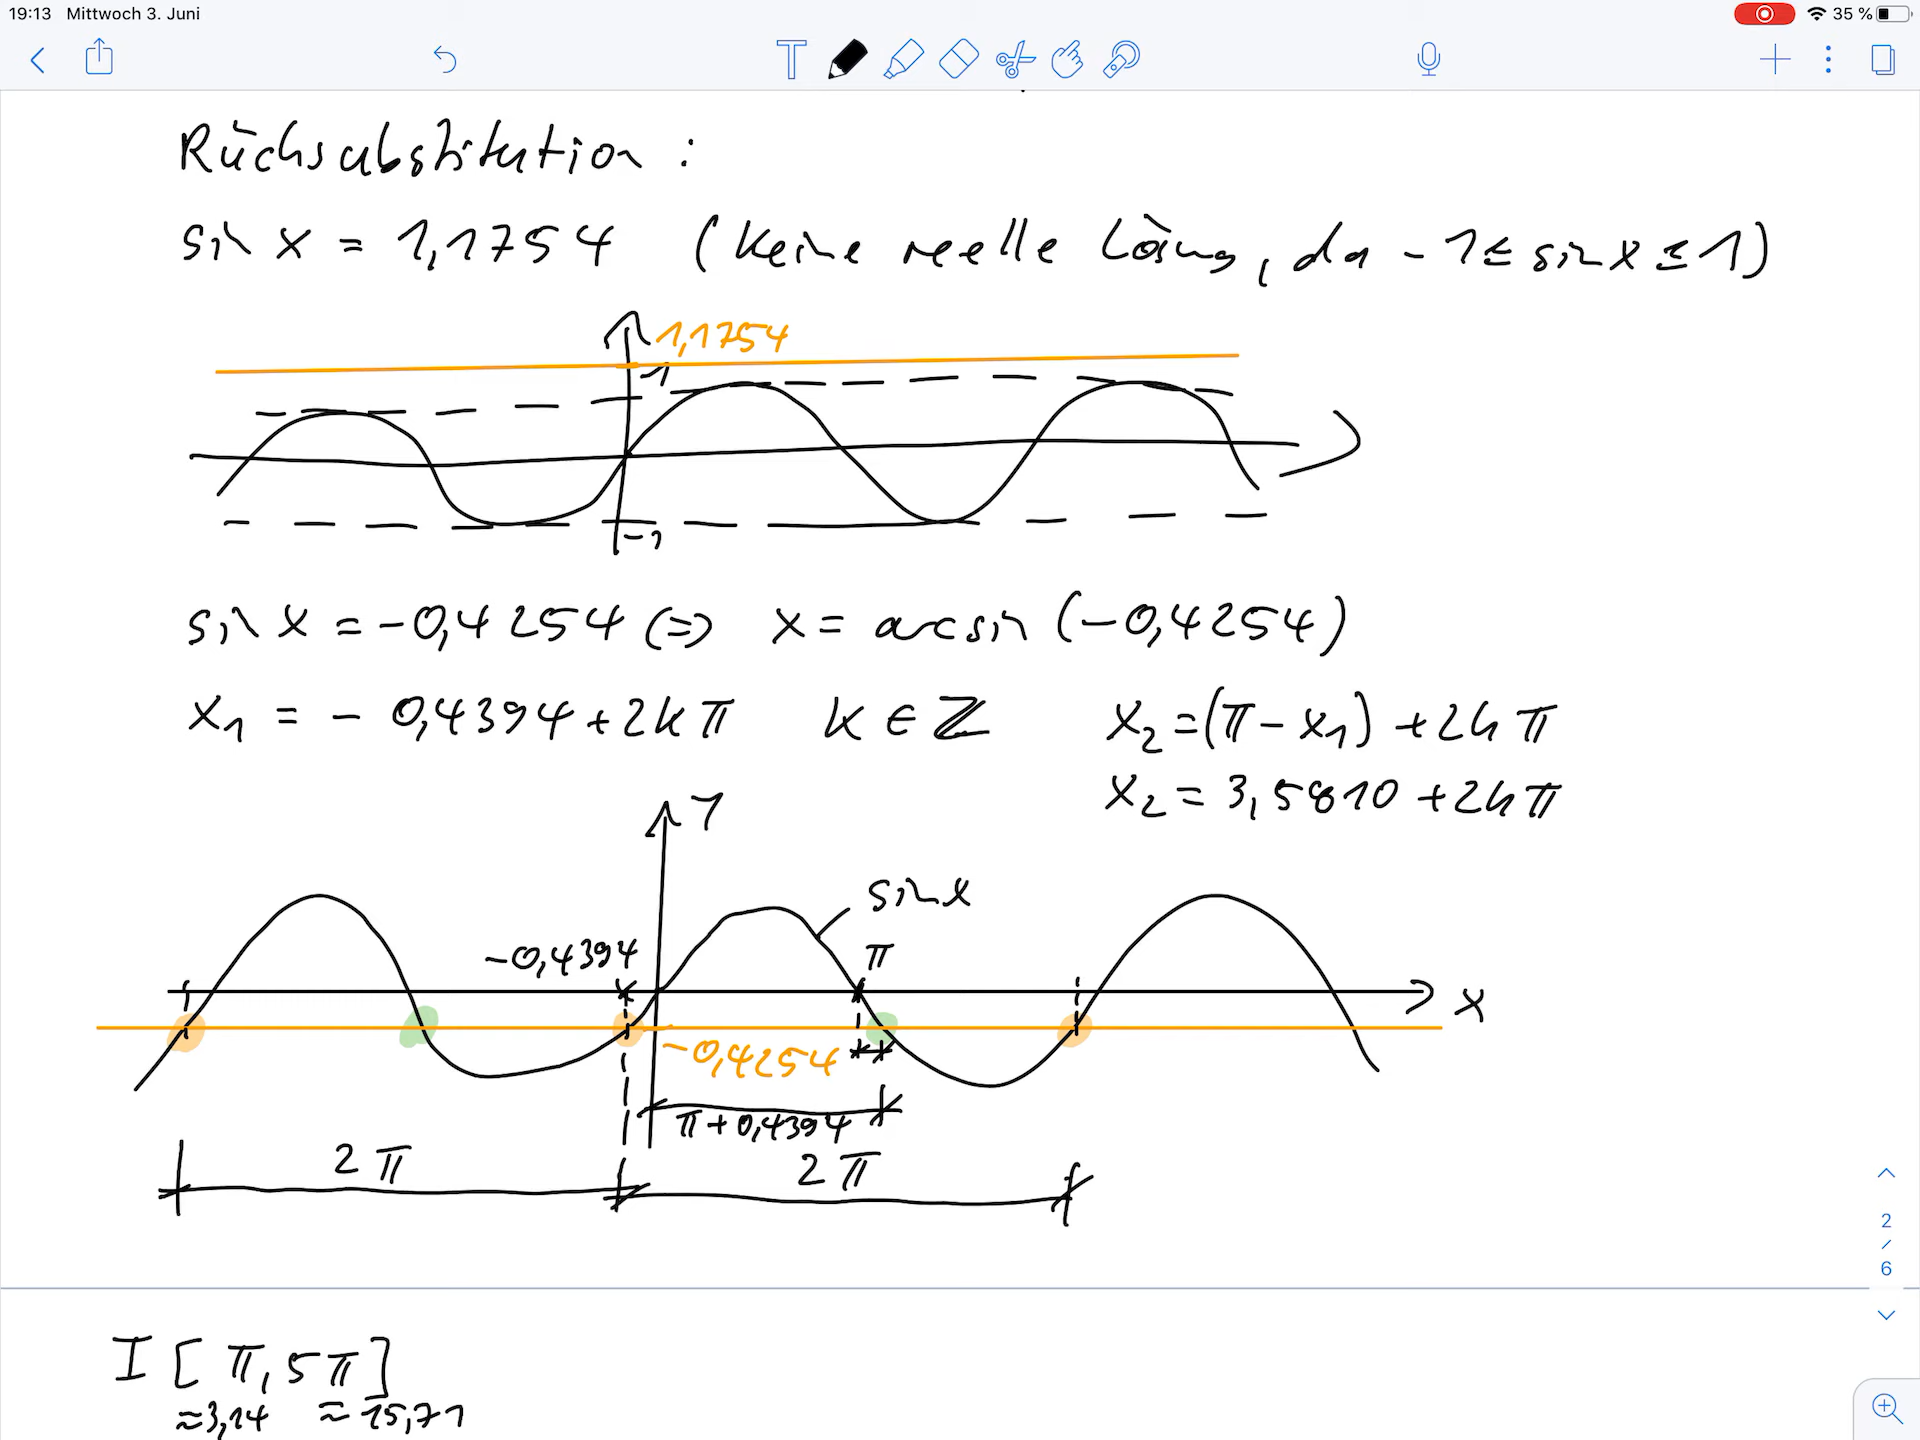 19:13 Mittwoch 3. Juni 35 %
Rücksubstitution :
sin x = 1,1754 (keine reelle Lösung, da -1 ≤ sin x ≤ 1)
1,1754
1
-1
sin x = -0,4254 (=> x = arcsin (-0,4254)
x₁ = - 0,4394 + 2kπ k ∈ ℤ x₂ = (π - x₁) + 2kπ
x₂ = 3,5810 + 2kπ
y
sin x
-0,4394
π
x
-0,4254
π + 0,4394
2π 2π
2
/
6
I [π, 5π]
≈3,14 ≈ 15,71